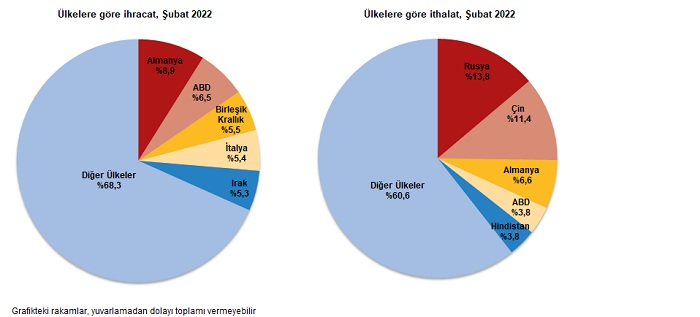 Ülkelere göre ihracat, Şubat 2022
Almanya
%8,9
ABD
%6,5
Birleşik
Krallık
%5,5
İtalya
%5,4
Irak
%5,3
Diğer Ülkeler
%68,3
Ülkelere göre ithalat, Şubat 2022
Rusya
%13,8
Çin
%11,4
Almanya
%6,6
ABD
%3,8
Hindistan
%3,8
Diğer Ülkeler
%60,6
Grafikteki rakamlar, yuvarlamadan dolayı toplamı vermeyebilir